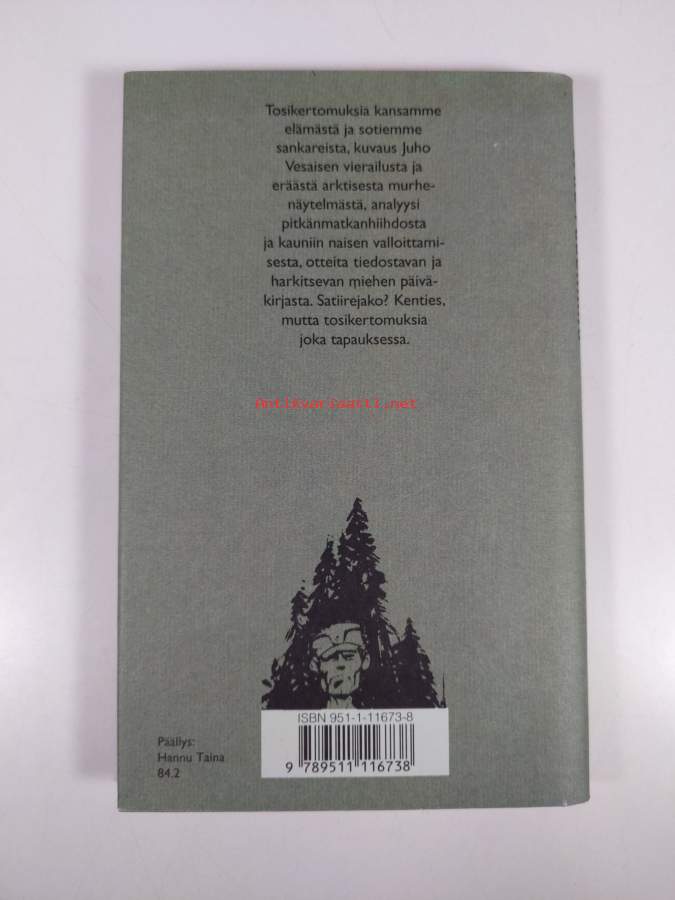 Tosikertomuksia kansamme
elämästä ja sotiemme
sankareista, kuvaus Juho
Vesaisen vierailusta ja
eräästä arktisesta murhe-
näytelmästä, analyysi
pitkänmatkanhiihdosta
ja kauniin naisen valloittami-
sesta, otteita tiedostavan ja
harkitsevan miehen päivä-
kirjasta. Satiirejako? Kenties,
mutta tosikertomuksia
joka tapauksessa.
Antikvariaatti.net
ISBN 951-1-11673-8
9 789511 116738
Päällys:
Hannu Taina
84.2